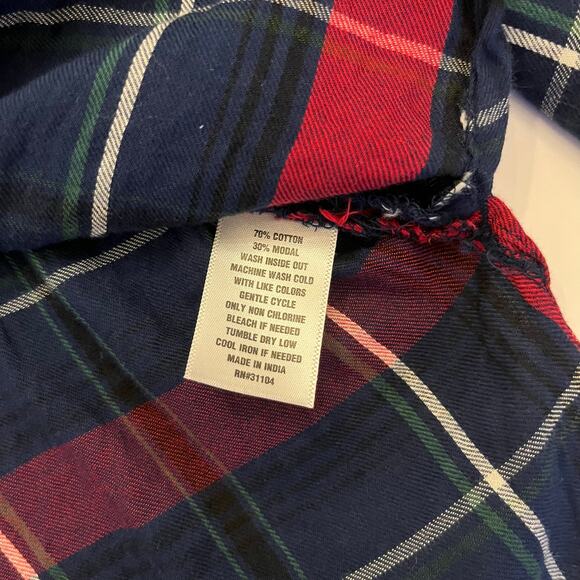 70% COTTON
30% MODAL
WASH INSIDE OUT
MACHINE WASH COLD
WITH LIKE COLORS
GENTLE CYCLE
ONLY NON CHLORINE
BLEACH IF NEEDED
TUMBLE DRY LOW
COOL IRON IF NEEDED
MADE IN INDIA
RN#31104